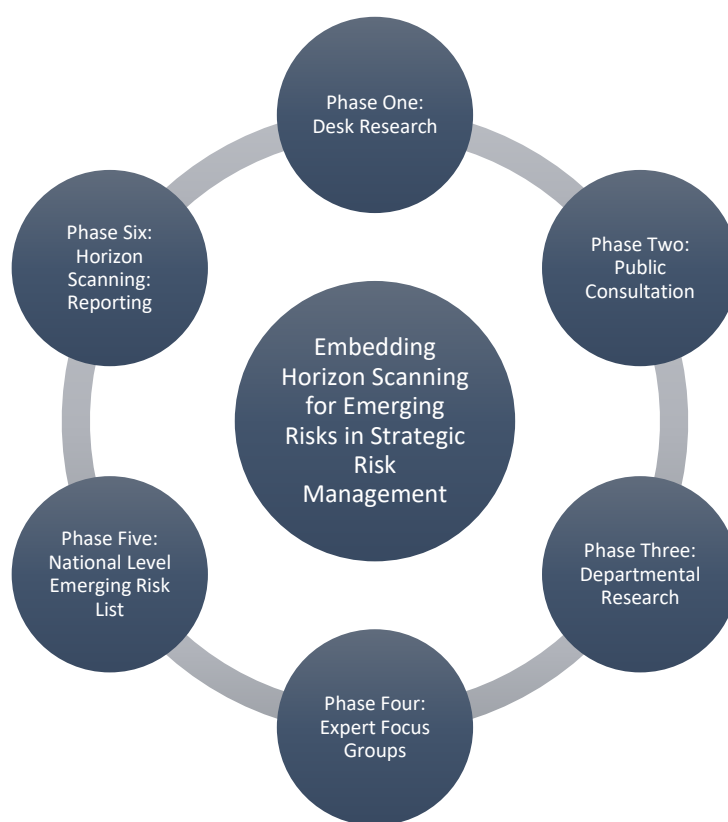 Phase One:
Desk Research
Phase Two:
Public
Consultation
Phase Three:
Departmental
Research
Phase Four:
Expert Focus
Groups
Phase Five:
National Level
Emerging Risk
List
Phase Six:
Horizon
Scanning:
Reporting
Embedding
Horizon Scanning
for Emerging
Risks in Strategic
Risk
Management